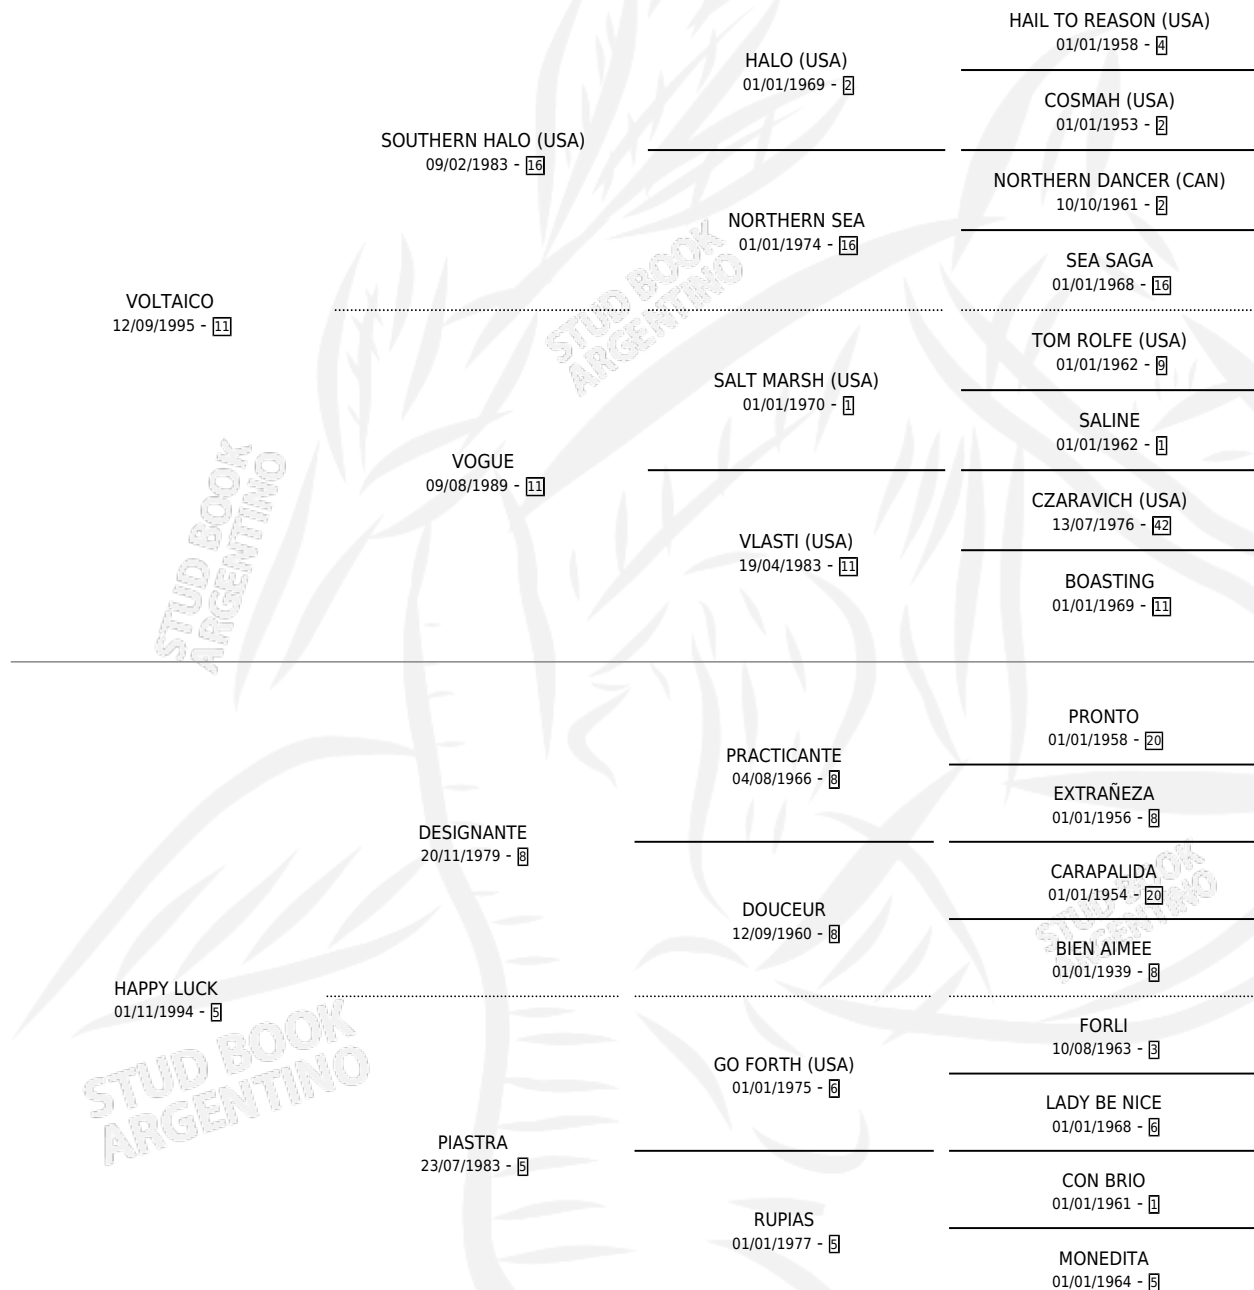 HAIL TO REASON (USA)
01/01/1958 - 4
HALO (USA)
01/01/1969 - 2
COSMAH (USA)
01/01/1953 - 2
SOUTHERN HALO (USA)
09/02/1983 - 16
NORTHERN DANCER (CAN)
10/10/1961 - 2
NORTHERN SEA
01/01/1974 - 16
SEA SAGA
01/01/1968 - 16
VOLTAICO
12/09/1995 - 11
STUD BOOK
ARGENTINO
TOM ROLFE (USA)
01/01/1962 - 9
SALT MARSH (USA)
01/01/1970 - 1
SALINE
01/01/1962 - 1
VOGUE
09/08/1989 - 11
CZARAVICH (USA)
13/07/1976 - 42
VLASTI (USA)
19/04/1983 - 11
BOASTING
01/01/1969 - 11
STUD BOOK
ARGENTINO
PRONTO
01/01/1958 - 20
PRACTICANTE
04/08/1966 - 8
EXTRAÑEZA
01/01/1956 - 8
DESIGNANTE
20/11/1979 - 8
CARAPALIDA
01/01/1954 - 20
DOUCEUR
12/09/1960 - 8
BIEN AIMEE
01/01/1939 - 8
STUD BOOK
ARGENTINO
HAPPY LUCK
01/11/1994 - 5
FORLI
10/08/1963 - 3
GO FORTH (USA)
01/01/1975 - 6
LADY BE NICE
01/01/1968 - 6
STUD BOOK
ARGENTINO
PIASTRA
23/07/1983 - 5
CON BRIO
01/01/1961 - 1
RUPIAS
01/01/1977 - 5
MONEDITA
01/01/1964 - 5